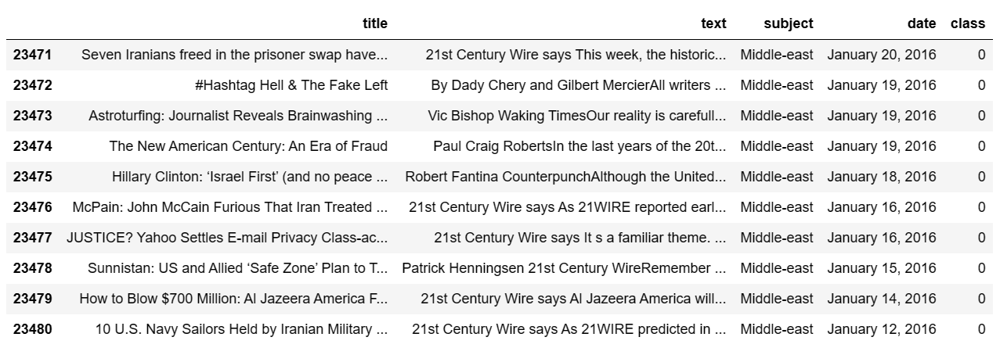 title text subject date class
23471 Seven Iranians freed in the prisoner swap have... 21st Century Wire says This week, the historic... Middle-east January 20, 2016 0
23472 #Hashtag Hell & The Fake Left By Dady Chery and Gilbert MercierAll writers ... Middle-east January 19, 2016 0
23473 Astroturfing: Journalist Reveals Brainwashing ... Vic Bishop Waking TimesOur reality is carefull... Middle-east January 19, 2016 0
23474 The New American Century: An Era of Fraud Paul Craig RobertsIn the last years of the 20t... Middle-east January 19, 2016 0
23475 Hillary Clinton: ‘Israel First’ (and no peace ... Robert Fantina CounterpunchAlthough the United... Middle-east January 18, 2016 0
23476 McPain: John McCain Furious That Iran Treated ... 21st Century Wire says As 21WIRE reported earl... Middle-east January 16, 2016 0
23477 JUSTICE? Yahoo Settles E-mail Privacy Class-ac... 21st Century Wire says It s a familiar theme. ... Middle-east January 16, 2016 0
23478 Sunnistan: US and Allied ‘Safe Zone’ Plan to T... Patrick Henningsen 21st Century WireRemember ... Middle-east January 15, 2016 0
23479 How to Blow $700 Million: Al Jazeera America F... 21st Century Wire says Al Jazeera America will... Middle-east January 14, 2016 0
23480 10 U.S. Navy Sailors Held by Iranian Military ... 21st Century Wire says As 21WIRE predicted in ... Middle-east January 12, 2016 0